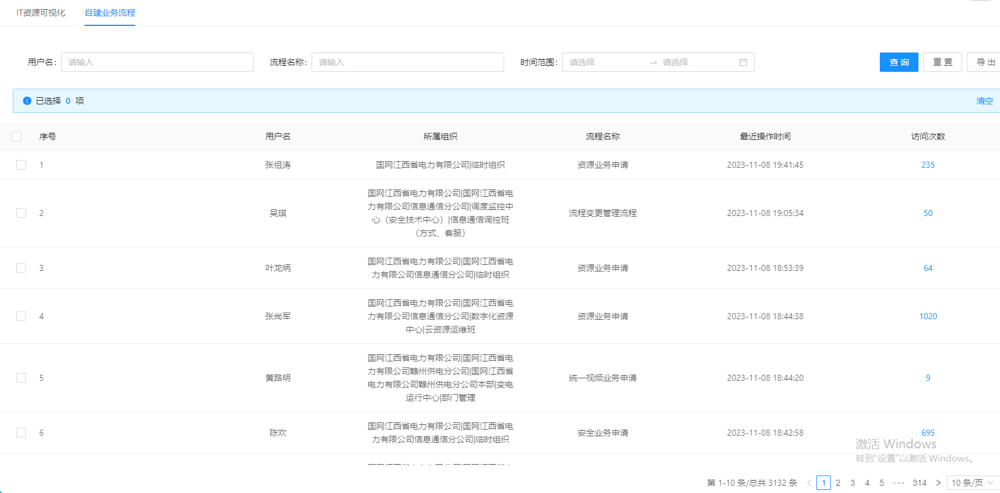 IT资源可视化 自建业务流程
用户名: 请输入 流程名称: 请输入 时间范围: 请选择 → 请选择 查 询 重 置 导 出
已选择 0 项 清空
序号 用户名 所属组织 流程名称 最近操作时间 访问次数
1 张祖涛 国网江西省电力有限公司|临时组织 资源业务申请 2023-11-08 19:41:45 235
国网江西省电力有限公司|国网江西省电
力有限公司信息通信分公司|调度监控中
2 吴琪 心（安全技术中心）|信息通信调控班 流程变更管理流程 2023-11-08 19:05:34 50
（方式、客服）
国网江西省电力有限公司|国网江西省电
3 叶龙炳 力有限公司信息通信分公司|临时组织 资源业务申请 2023-11-08 18:53:39 64
国网江西省电力有限公司|国网江西省电
4 张尚军 力有限公司信息通信分公司|数字化资源 资源业务申请 2023-11-08 18:44:38 1020
中心|云资源运维班
国网江西省电力有限公司|国网江西省电
力有限公司赣州供电分公司|国网江西省
5 黄路明 电力有限公司赣州供电分公司本部|变电 统一视频业务申请 2023-11-08 18:44:20 9
运行中心|部门管理
国网江西省电力有限公司|国网江西省电
6 陈欢 力有限公司信息通信分公司|临时组织 安全业务申请 2023-11-08 18:42:58 695
激活 Windows
转到"设置"以激活 Windows。
第 1-10 条/总共 3132 条 < 1 2 3 4 5 ••• 314 > 10 条/页